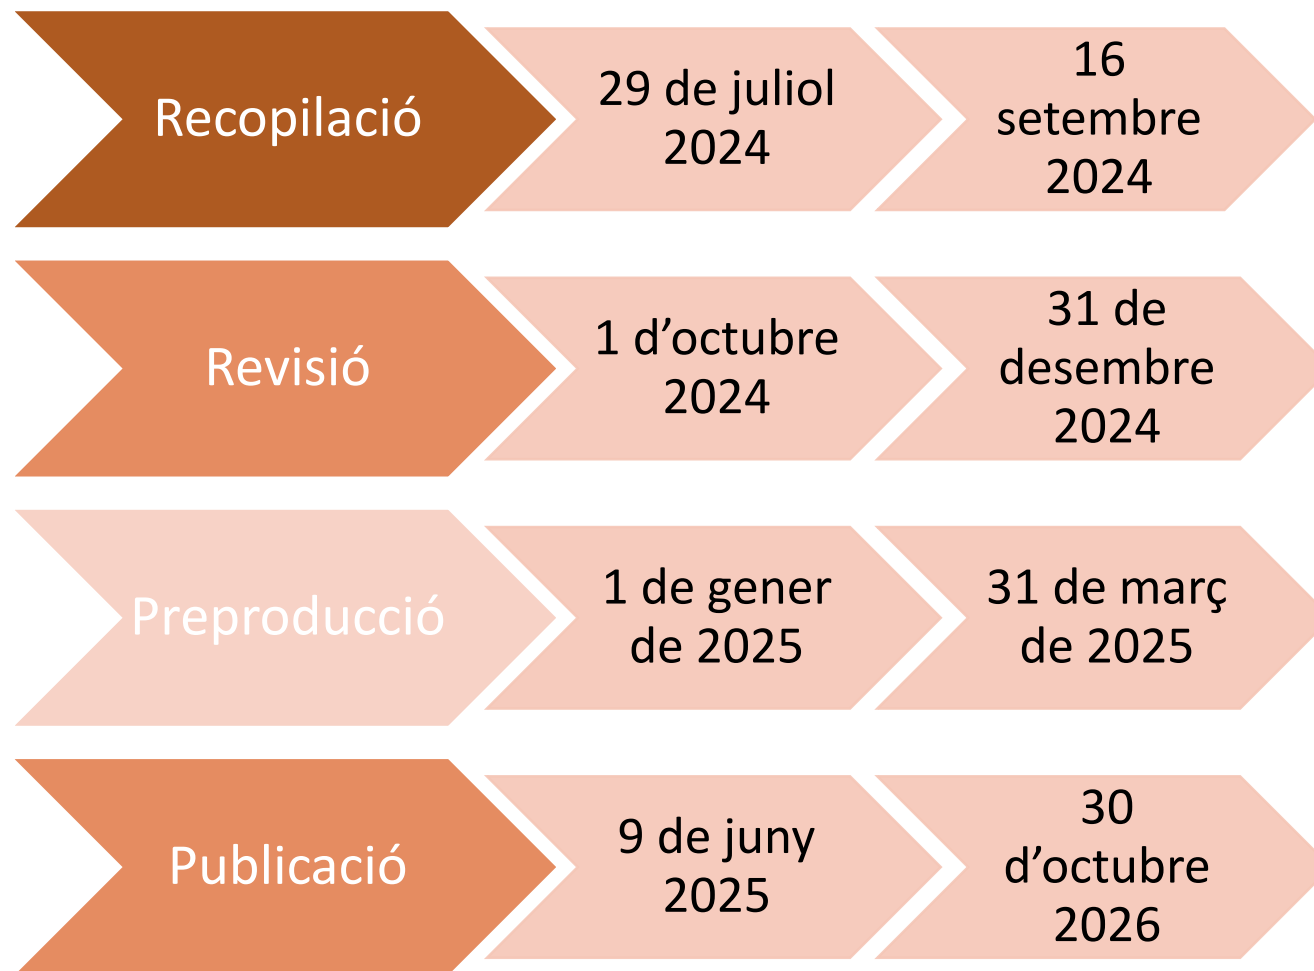 Recopilació
29 de juliol
2024
16
setembre
2024
Revisió
1 d’octubre
2024
31 de
desembre
2024
Preproducció
1 de gener
de 2025
31 de març
de 2025
Publicació
9 de juny
2025
30
d’octubre
2026